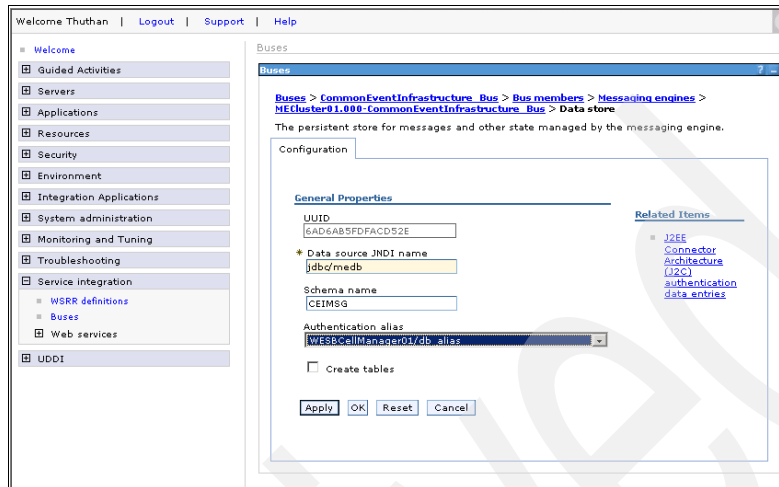 Welcome Thuthan | Logout | Support | Help
Welcome
Guided Activities
Servers
Applications
Resources
Security
Environment
Integration Applications
System administration
Monitoring and Tuning
Troubleshooting
Service integration
WSRR definitions
Buses
Web services
UDDI
Buses
Buses ? –
Buses > CommonEventInfrastructure_Bus > Bus members > Messaging engines >
MECluster01.000-CommonEventInfrastructure_Bus > Data store
The persistent store for messages and other state managed by the messaging engine.
Configuration
General Properties
UUID
6AD6AB5FDFACD52E
* Data source JNDI name
jdbc/medb
Schema name
CEIMSG
Authentication alias
WESBCellManager01/db_alias
Create tables
Apply OK Reset Cancel
Related Items
J2EE
Connector
Architecture
(J2C)
authentication
data entries